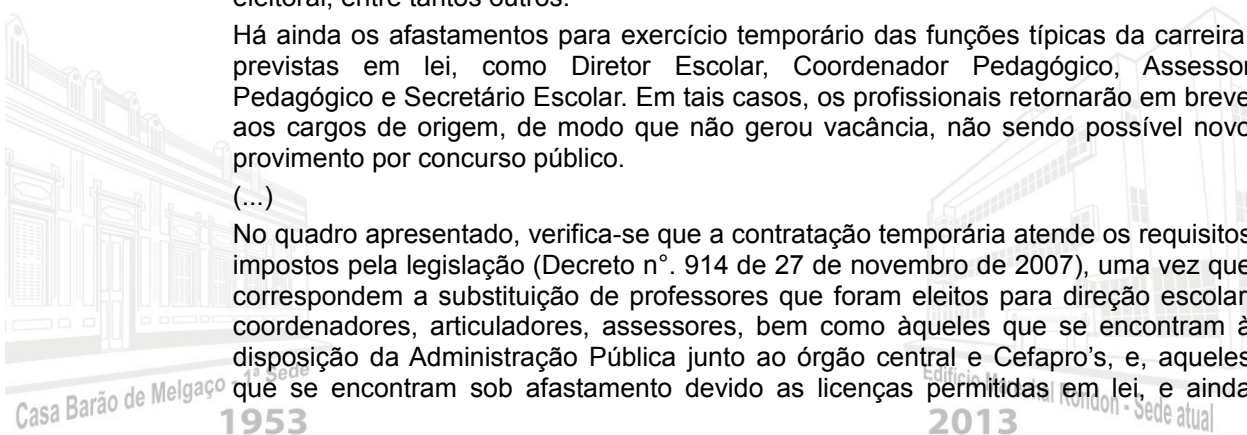 eleitoral, entre tantos outros.
Há ainda os afastamentos para exercício temporário das funções típicas da carreira
previstas em lei, como Diretor Escolar, Coordenador Pedagógico, Assessor
Pedagógico e Secretário Escolar. Em tais casos, os profissionais retornarão em breve
aos cargos de origem, de modo que não gerou vacância, não sendo possível novo
provimento por concurso público.
(...)
No quadro apresentado, verifica-se que a contratação temporária atende os requisitos
impostos pela legislação (Decreto n°. 914 de 27 de novembro de 2007), uma vez que
correspondem a substituição de professores que foram eleitos para direção escolar
coordenadores, articuladores, assessores, bem como àqueles que se encontram à
disposição da Administração Pública junto ao órgão central e Cefapro's, e, aqueles
que se encontram sob afastamento devido as licenças permitidas em lei, e ainda
Casa Barão de Melgaço - 1ª Sede
1953
Edifício Rondon - Sede atual
2013